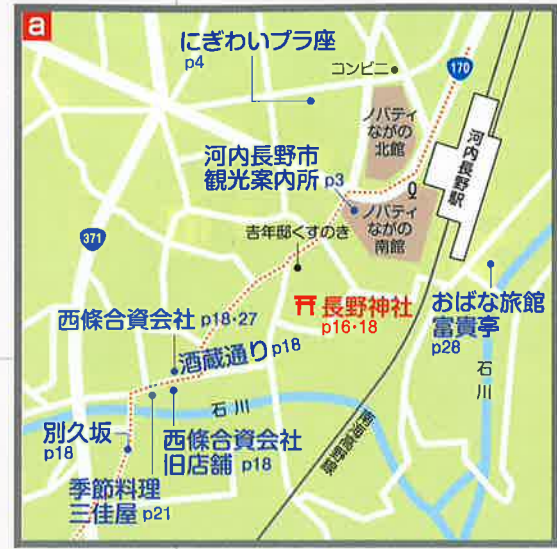 a
にぎわいプラ座
p4
コンビニ
170
ノバティ
ながの
北館
河内長野駅
河内長野市
観光案内所 p3
ノバティ
ながの
南館
371
吉年邸くすのき
長野神社
p16・18
おばな旅館
富貴亭
p28
西條合資会社 p18・27
酒蔵通り p18
石川
石川
別久坂
p18
西條合資会社
旧店舗 p18
南海高野線
季節料理
三佳屋 p21